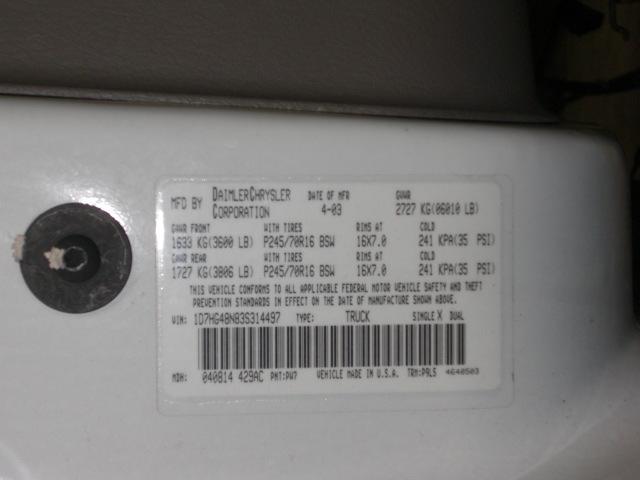 MFD BY DAIMLERCHRYSLER CORPORATION DATE OF MFR 4-03 GVWR 2727 KG(06010 LB)
GAWR FRONT WITH TIRES RIMS AT COLD
1633 KG(3600 LB) P245/70R16 BSW 16X7.0 241 KPA(35 PSI)
GAWR REAR WITH TIRES RIMS AT COLD
1727 KG(3806 LB) P245/70R16 BSW 16X7.0 241 KPA(35 PSI)
THIS VEHICLE CONFORMS TO ALL APPLICABLE FEDERAL MOTOR VEHICLE SAFETY AND THEFT
PREVENTION STANDARDS IN EFFECT ON THE DATE OF MANUFACTURE SHOWN ABOVE.
VIN: 1D7HG48N83S314497 TYPE: TRUCK SINGLE X DUAL
MDH: 040814 429AC PNT:PW7 VEHICLE MADE IN U.S.A. TRM:P9L5 4640503